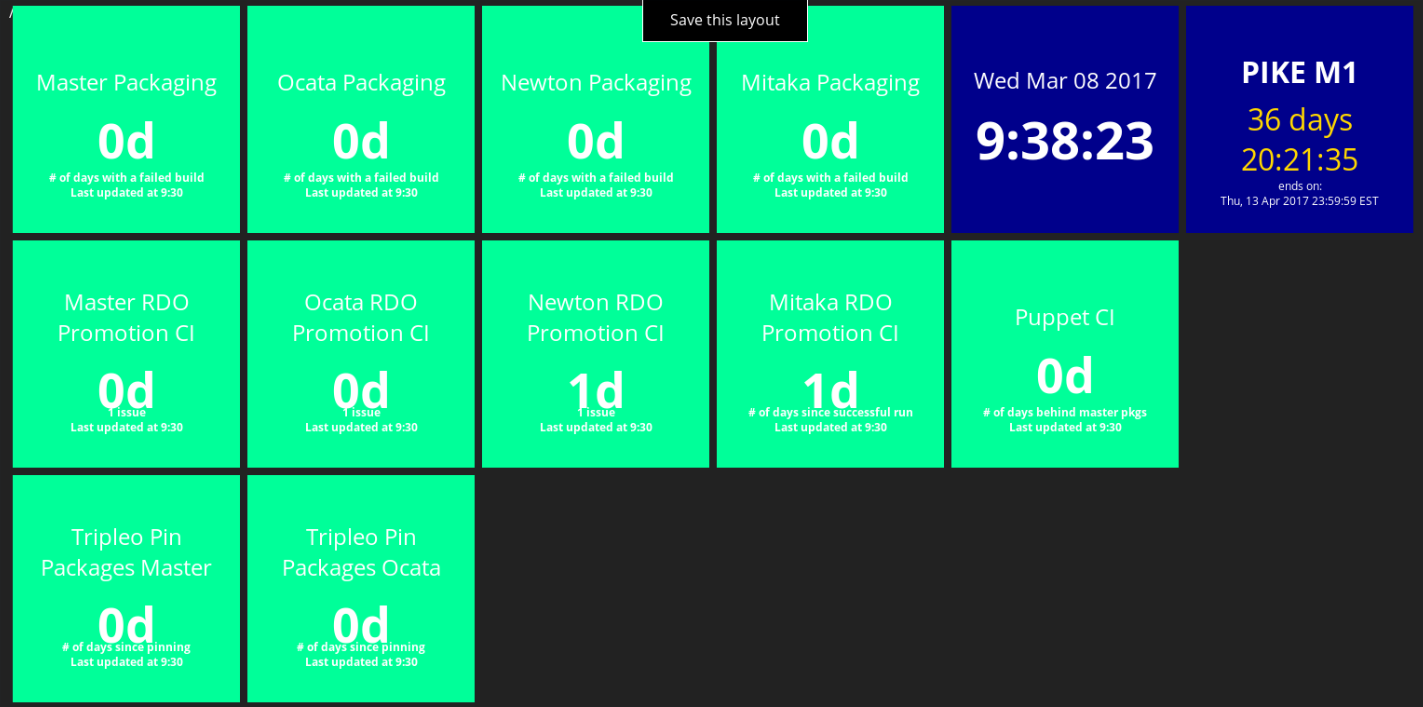 /
Save this layout
Master Packaging
0d
# of days with a failed build
Last updated at 9:30
Ocata Packaging
0d
# of days with a failed build
Last updated at 9:30
Newton Packaging
0d
# of days with a failed build
Last updated at 9:30
Mitaka Packaging
0d
# of days with a failed build
Last updated at 9:30
Wed Mar 08 2017
9:38:23
PIKE M1
36 days
20:21:35
ends on:
Thu, 13 Apr 2017 23:59:59 EST
Master RDO
Promotion CI
0d
1 issue
Last updated at 9:30
Ocata RDO
Promotion CI
0d
1 issue
Last updated at 9:30
Newton RDO
Promotion CI
1d
1 issue
Last updated at 9:30
Mitaka RDO
Promotion CI
1d
# of days since successful run
Last updated at 9:30
Puppet CI
0d
# of days behind master pkgs
Last updated at 9:30
Tripleo Pin
Packages Master
0d
# of days since pinning
Last updated at 9:30
Tripleo Pin
Packages Ocata
0d
# of days since pinning
Last updated at 9:30